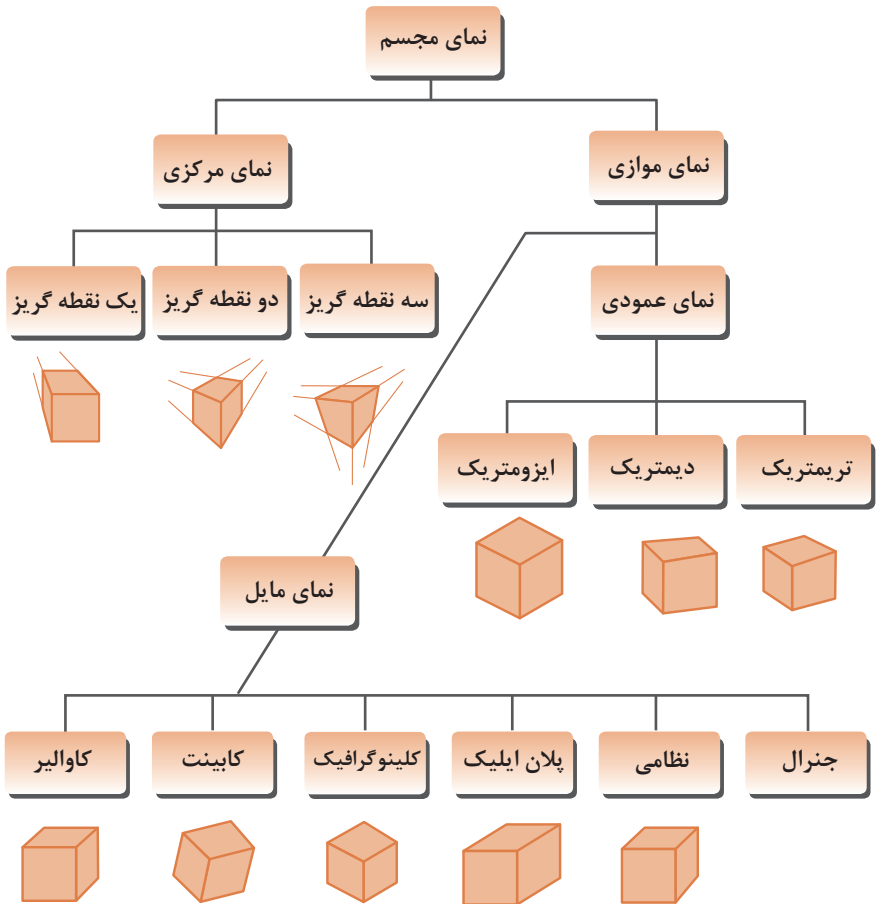 نمای مجسم
نمای موازی
نمای مرکزی
سه نقطه گریز
دو نقطه گریز
یک نقطه گریز
نمای عمودی
تریمتریک
دیمتریک
ایزومتریک
نمای مایل
جنرال
نظامی
پلان ایلیک
کلینوگرافیک
کابینت
کاوالیر